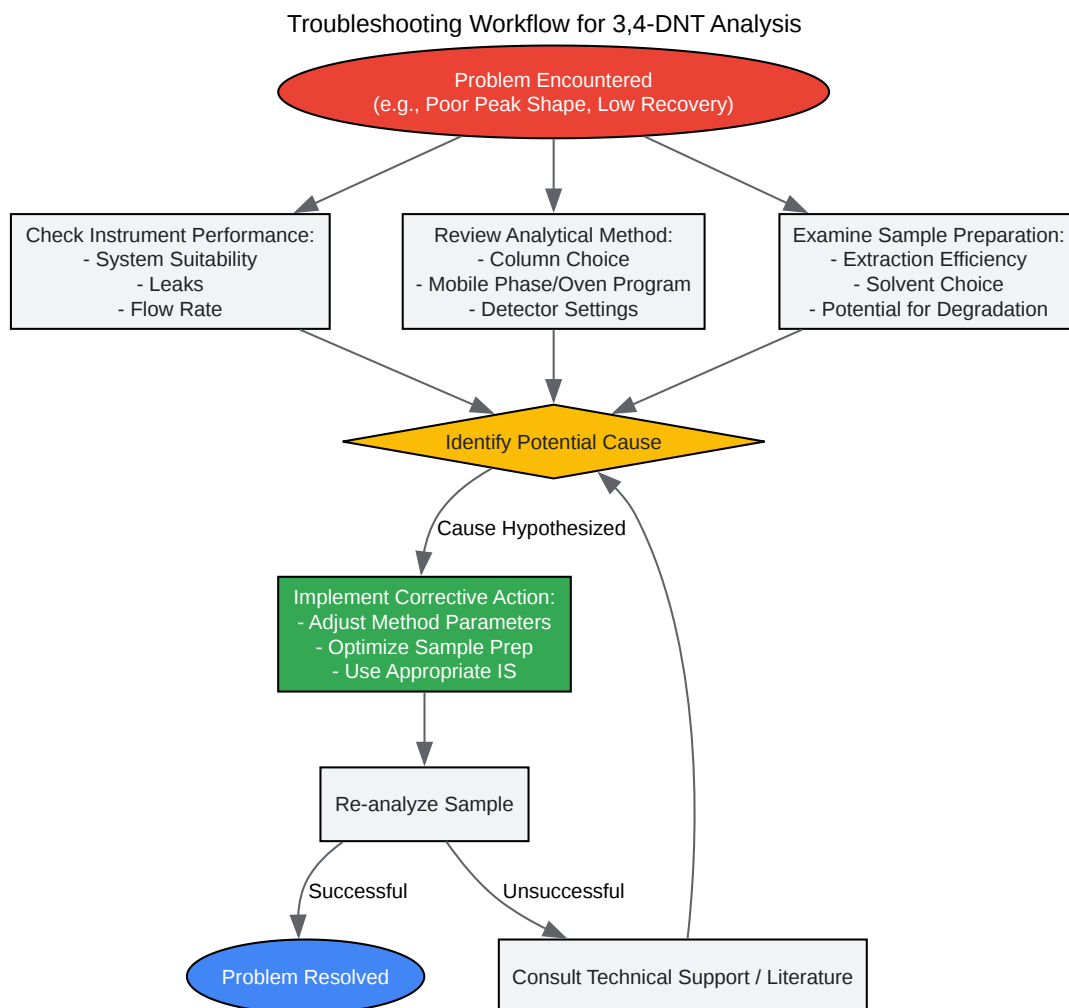 Troubleshooting Workflow for 3,4-DNT Analysis
Problem Encountered
(e.g., Poor Peak Shape, Low Recovery)
Check Instrument Performance:
- System Suitability
- Leaks
- Flow Rate
Review Analytical Method:
- Column Choice
- Mobile Phase/Oven Program
- Detector Settings
Examine Sample Preparation:
- Extraction Efficiency
- Solvent Choice
- Potential for Degradation
Identify Potential Cause
Cause Hypothesized
Implement Corrective Action:
- Adjust Method Parameters
- Optimize Sample Prep
- Use Appropriate IS
Re-analyze Sample
Successful
Unsuccessful
Problem Resolved
Consult Technical Support / Literature